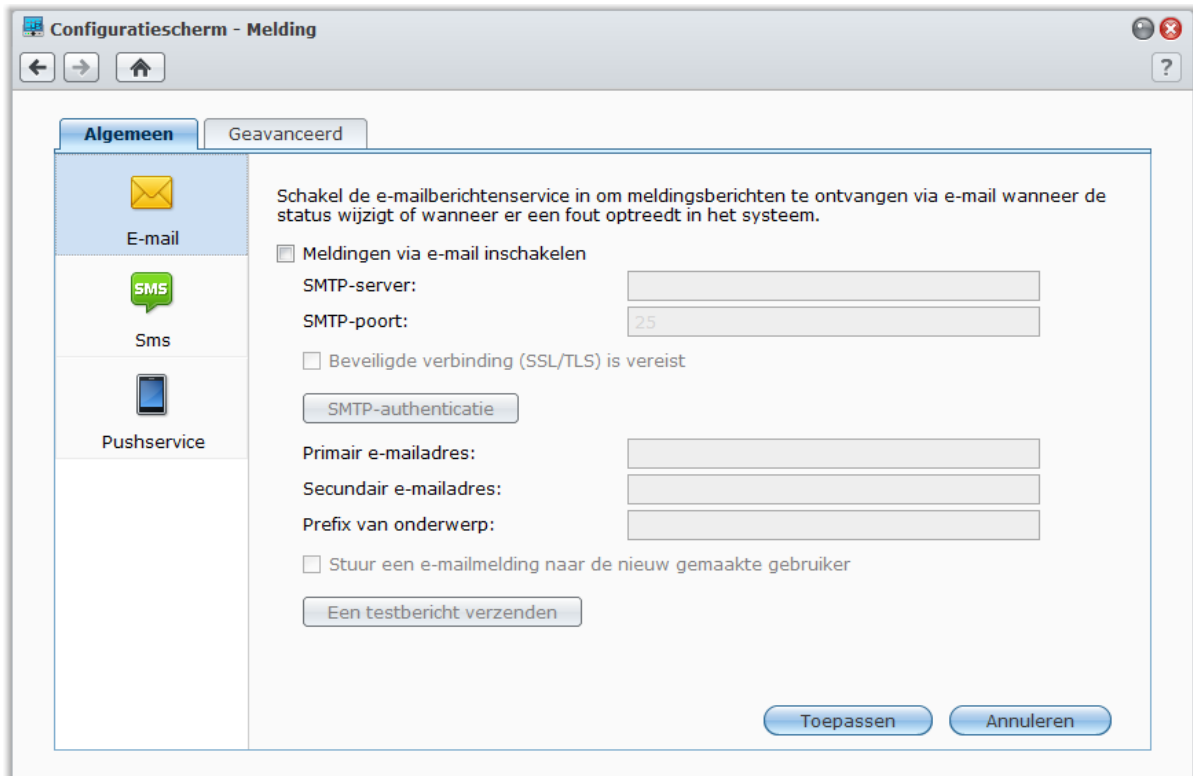 Configuratiescherm - Melding
?
Algemeen
Geavanceerd
E-mail
SMS
Sms
Pushservice
Schakel de e-mailberichtenservice in om meldingsberichten te ontvangen via e-mail wanneer de
status wijzigt of wanneer er een fout optreedt in het systeem.
Meldingen via e-mail inschakelen
SMTP-server:
SMTP-poort:
25
Beveiligde verbinding (SSL/TLS) is vereist
SMTP-authenticatie
Primair e-mailadres:
Secundair e-mailadres:
Prefix van onderwerp:
Stuur een e-mailmelding naar de nieuw gemaakte gebruiker
Een testbericht verzenden
Toepassen
Annuleren